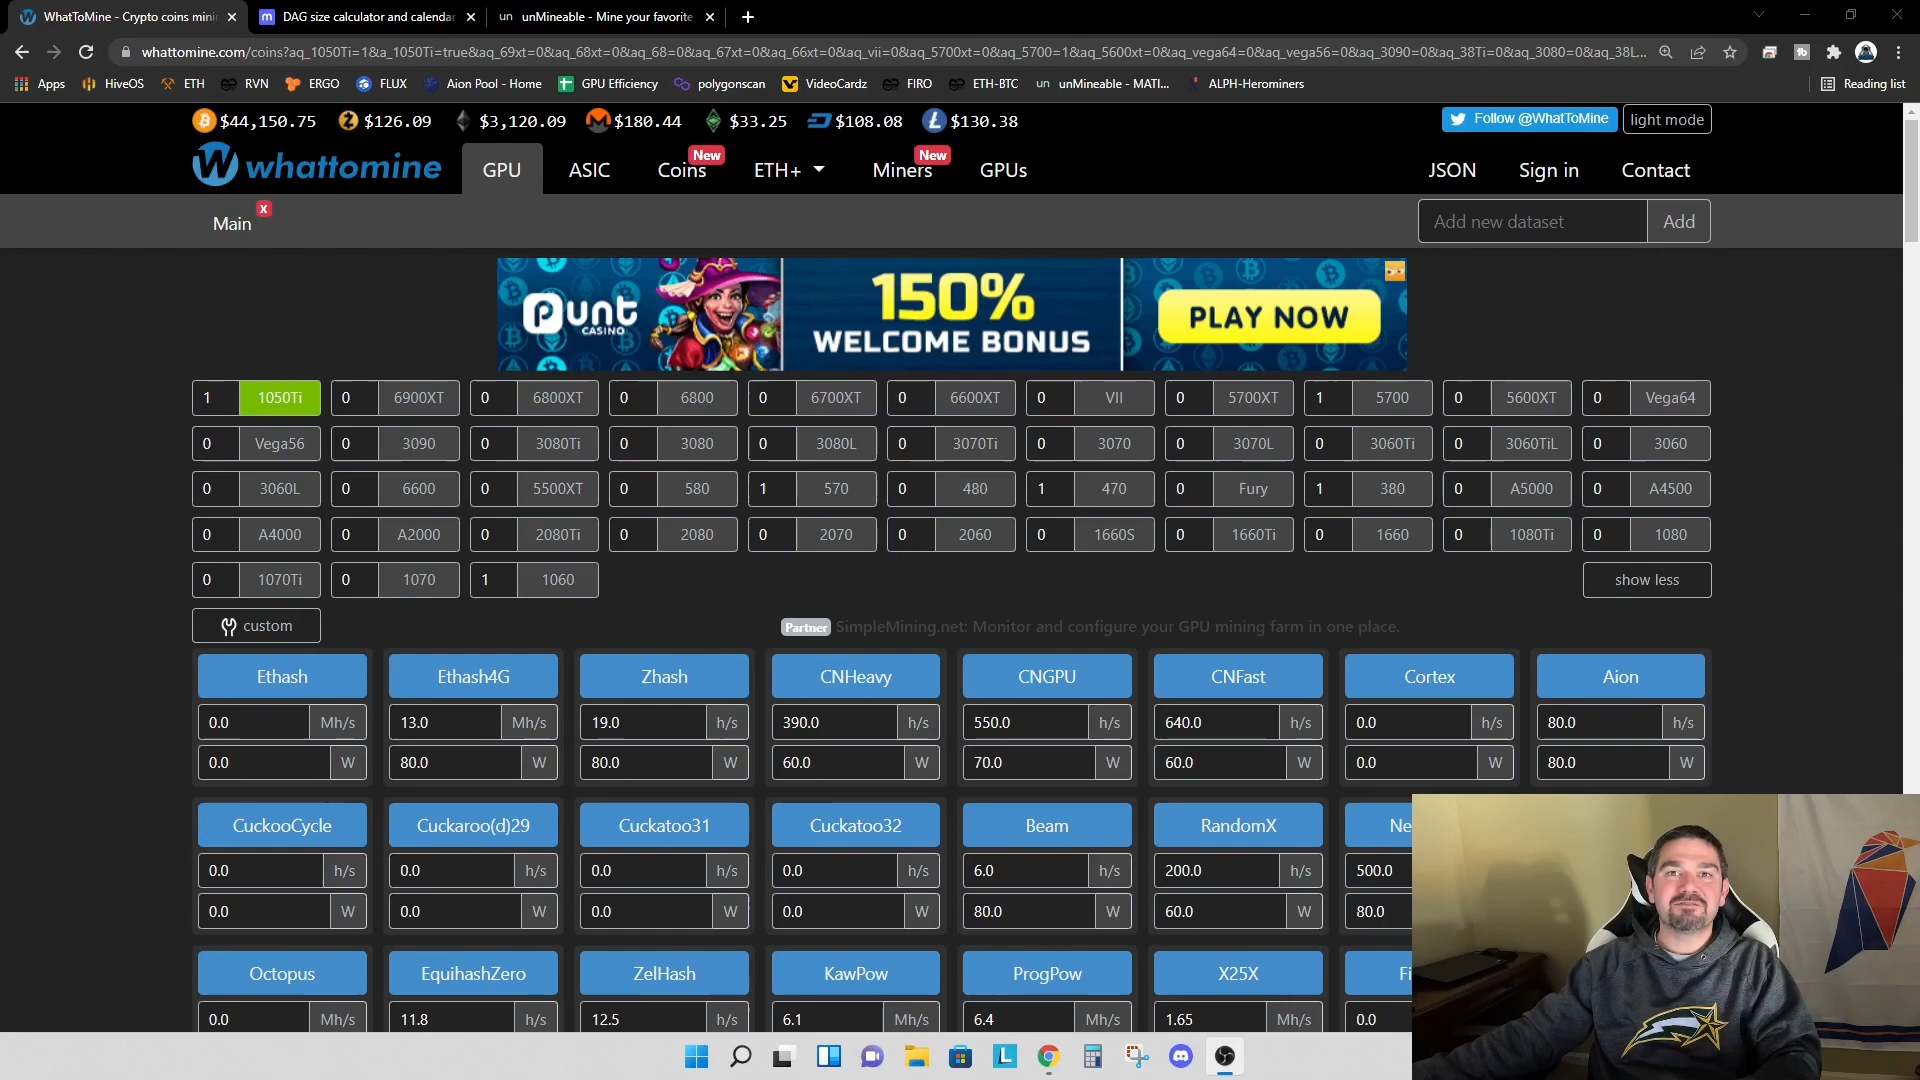 WhatToMine - Crypto coins mini
DAG size calculator and calendar
un unMineable - Mine your favorite
whattomine.com/coins?aq_1050Ti=1&a_1050Ti=true&aq_69xt=0&aq_68xt=0&aq_68=0&aq_67xt=0&aq_66xt=0&aq_vii=0&aq_5700xt=0&aq_5700=1&aq_5600xt=0&aq_vega64=0&aq_vega56=0&aq_3090=0&aq_38Ti=0&aq_3080=0&aq_38L...
Apps HiveOS ETH RVN ERGO FLUX Aion Pool - Home GPU Efficiency polygonscan VideoCardz FIRO ETH-BTC un unMineable - MATI... ALPH-Herominers Reading list
$44,150.75 $126.09 $3,120.09 $180.44 $33.25 $108.08 $130.38 Follow @WhatToMine light mode
whattomine GPU ASIC Coins New ETH+ Miners New GPUs JSON Sign in Contact
Main x Add new dataset Add
PUNT CASINO 150% WELCOME BONUS PLAY NOW
1 1050Ti 0 6900XT 0 6800XT 0 6800 0 6700XT 0 6600XT 0 VII 0 5700XT 1 5700 0 5600XT 0 Vega64
0 Vega56 0 3090 0 3080Ti 0 3080 0 3080L 0 3070Ti 0 3070 0 3070L 0 3060Ti 0 3060TiL 0 3060
0 3060L 0 6600 0 5500XT 0 580 1 570 0 480 1 470 0 Fury 1 380 0 A5000 0 A4500
0 A4000 0 A2000 0 2080Ti 0 2080 0 2070 0 2060 0 1660S 0 1660Ti 0 1660 0 1080Ti 0 1080
0 1070Ti 0 1070 1 1060 show less
custom Partner SimpleMining.net: Monitor and configure your GPU mining farm in one place.
Ethash Ethash4G Zhash CNHeavy CNGPU CNFast Cortex Aion
0.0 Mh/s 13.0 Mh/s 19.0 h/s 390.0 h/s 550.0 h/s 640.0 h/s 0.0 h/s 80.0 h/s
0.0 W 80.0 W 80.0 W 60.0 W 70.0 W 60.0 W 0.0 W 80.0 W
CuckooCycle Cuckaroo(d)29 Cuckatoo31 Cuckatoo32 Beam RandomX Ne
0.0 h/s 0.0 h/s 0.0 h/s 0.0 h/s 6.0 h/s 200.0 h/s 500.0
0.0 W 0.0 W 0.0 W 0.0 W 80.0 W 60.0 W 80.0
Octopus EquihashZero ZelHash KawPow ProgPow X25X Fi
0.0 Mh/s 11.8 h/s 12.5 h/s 6.1 Mh/s 6.4 Mh/s 1.65 Mh/s 0.0